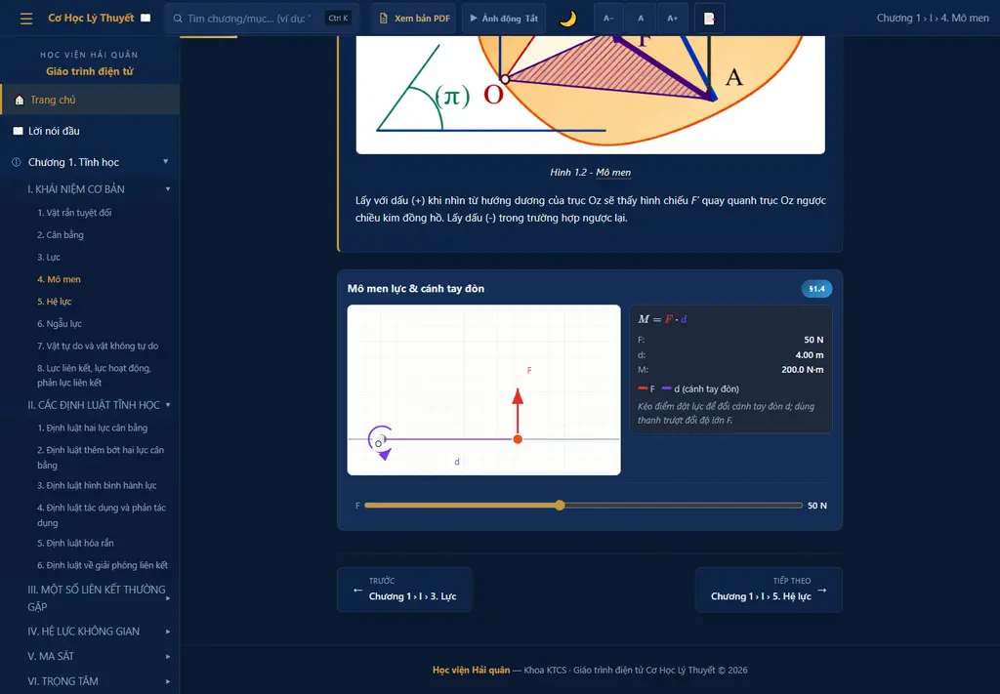 Cơ Học Lý Thuyết
Tìm chương/mục... (ví dụ: '
Ctrl K
Xem bản PDF
Ảnh động Tắt
A-
A
A+
Chương 1 › I › 4. Mô men
HỌC VIỆN HẢI QUÂN
Giáo trình điện tử
Trang chủ
Lời nói đầu
Chương 1. Tĩnh học
I. KHÁI NIỆM CƠ BẢN
1. Vật rắn tuyệt đối
2. Cân bằng
3. Lực
4. Mô men
5. Hệ lực
6. Ngẫu lực
7. Vật tự do và vật không tự do
8. Lực liên kết, lực hoạt động,
phản lực liên kết
II. CÁC ĐỊNH LUẬT TĨNH HỌC
1. Định luật hai lực cân bằng
2. Định luật thêm bớt hai lực cân
bằng
3. Định luật hình bình hành lực
4. Định luật tác dụng và phản tác
dụng
5. Định luật hóa rắn
6. Định luật về giải phóng liên kết
III. MỘT SỐ LIÊN KẾT THƯỜNG
GẶP
IV. HỆ LỰC KHÔNG GIAN
V. MA SÁT
VI. TRỌNG TÂM
F
A
O
(π)
Hình 1.2 - Mô men
Lấy với dấu (+) khi nhìn từ hướng dương của trục Oz sẽ thấy hình chiếu F' quay quanh trục Oz ngược
chiều kim đồng hồ. Lấy dấu (-) trong trường hợp ngược lại.
Mô men lực & cánh tay đòn
§1.4
F
O
d
M = F · d
F: 50 N
d: 4.00 m
M: 200.0 N·m
F d (cánh tay đòn)
Kéo điểm đặt lực để đổi cánh tay đòn d; dùng
thanh trượt đổi độ lớn F.
F 50 N
TRƯỚC
← Chương 1 › I › 3. Lực
TIẾP THEO
Chương 1 › I › 5. Hệ lực →
Học viện Hải quân — Khoa KTCS · Giáo trình điện tử Cơ Học Lý Thuyết © 2026